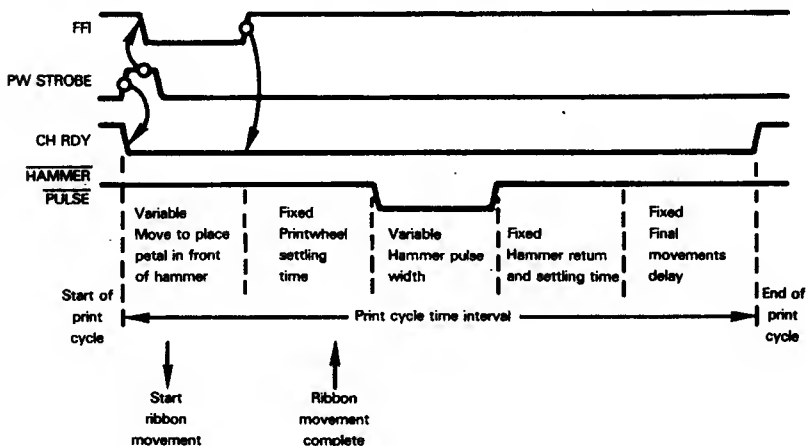 FFI
PW STROBE
CH RDY
HAMMER
PULSE
Variable
Move to place
petal in front
of hammer
Fixed
Printwheel
settling
time
Variable
Hammer pulse
width
Fixed
Hammer return
and settling time
Fixed
Final
movements
delay
Start of
print
cycle
Print cycle time interval
End of
print
cycle
Start
ribbon
movement
Ribbon
movement
complete